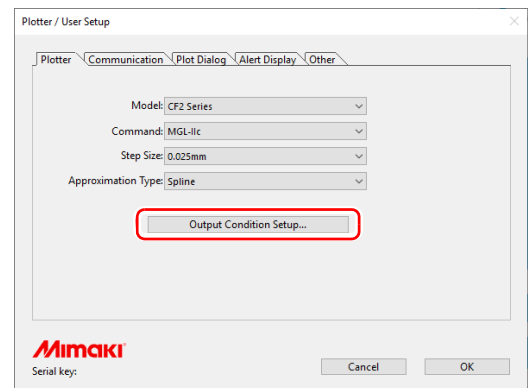 Plotter / User Setup
Plotter Communication Plot Dialog Alert Display Other
Model: CF2 Series
Command: MGL-IIc
Step Size: 0.025mm
Approximation Type: Spline
Output Condition Setup...
Mimaki
Serial key:
Cancel OK